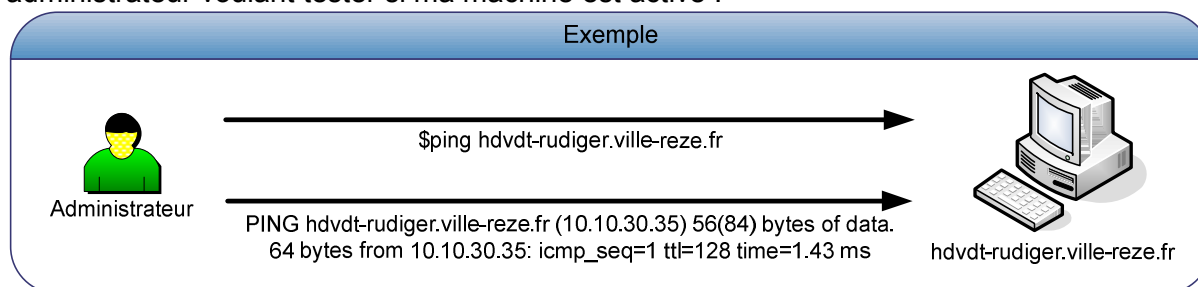 Exemple
$ping hdvdt-rudiger.ville-reze.fr
Administrateur
PING hdvdt-rudiger.ville-reze.fr (10.10.30.35) 56(84) bytes of data.
64 bytes from 10.10.30.35: icmp_seq=1 ttl=128 time=1.43 ms
hdvdt-rudiger.ville-reze.fr